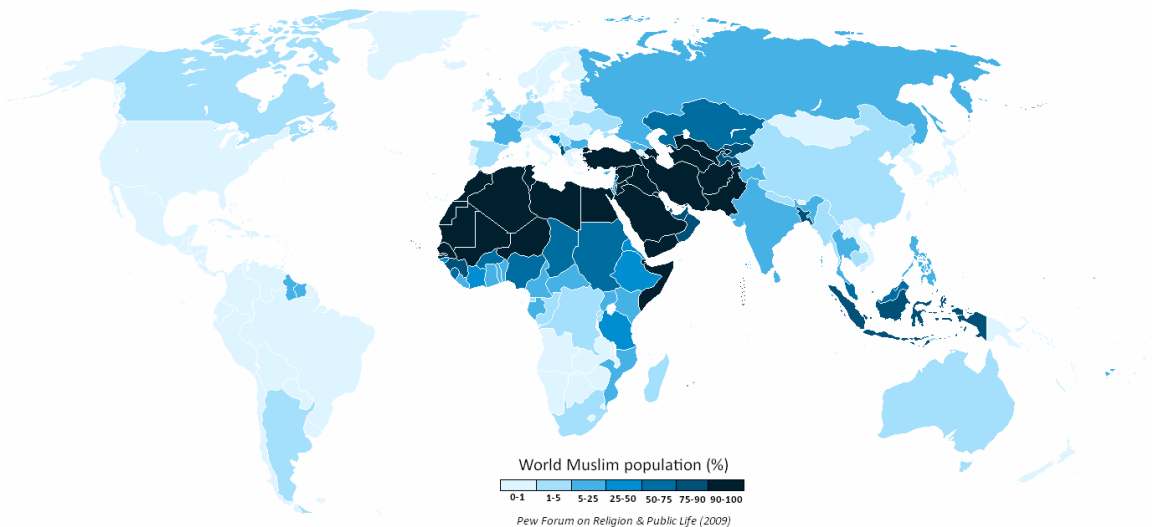 World Muslim population (%)
0-1 1-5 5-25 25-50 50-75 75-90 90-100
Pew Forum on Religion & Public Life (2009)